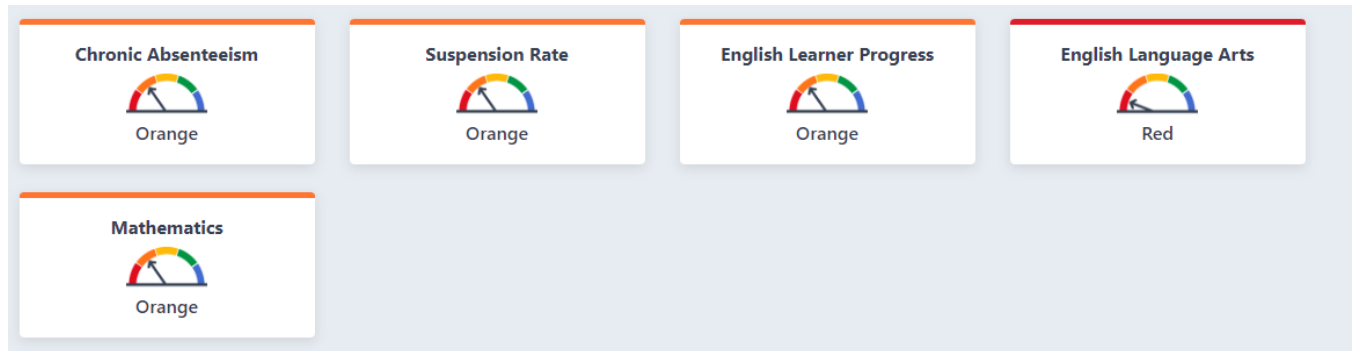 Chronic Absenteeism
Orange
Suspension Rate
Orange
English Learner Progress
Orange
English Language Arts
Red
Mathematics
Orange